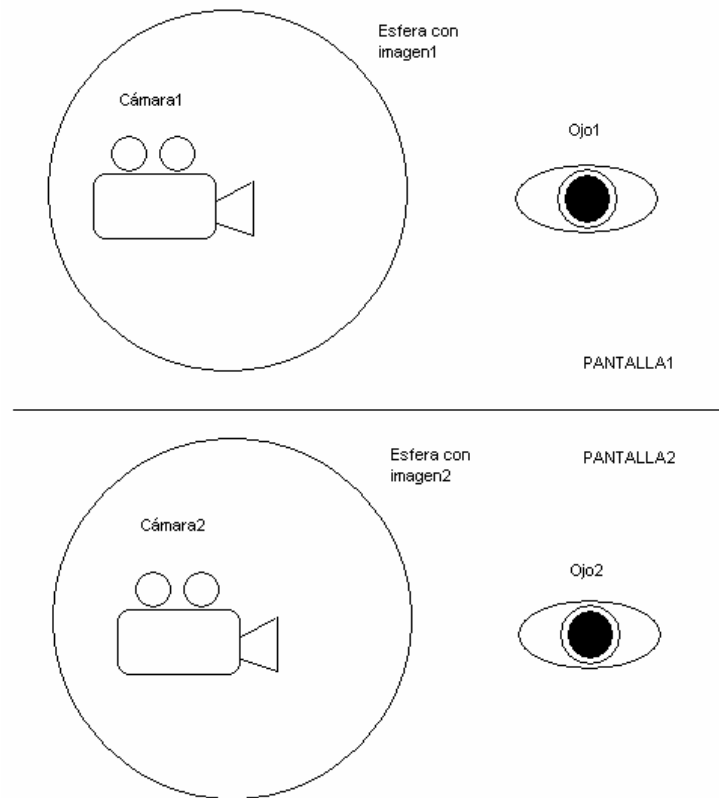 Esfera con
imagen1
Cámara1
Ojo1
PANTALLA1
Esfera con
imagen2
PANTALLA2
Cámara2
Ojo2